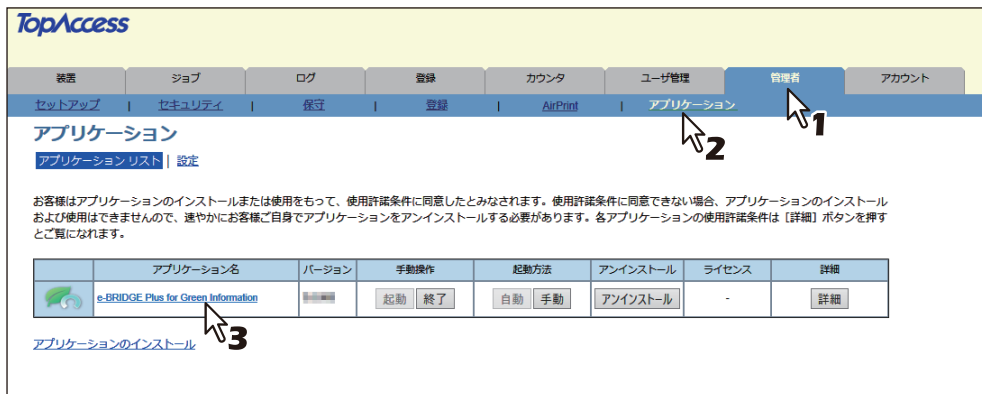 TopAccess
装置 ジョブ ログ 登録 カウンタ ユーザ管理 管理者 アカウント
セットアップ | セキュリティ | 保守 | 登録 | AirPrint | アプリケーション
1
2
アプリケーション
アプリケーション リスト | 設定
お客様はアプリケーションのインストールまたは使用をもって、使用許諾条件に同意したとみなされます。使用許諾条件に同意できない場合、アプリケーションのインストール
および使用はできませんので、速やかにお客様ご自身でアプリケーションをアンインストールする必要があります。各アプリケーションの使用許諾条件は [詳細] ボタンを押す
とご覧になれます。
アプリケーション名 バージョン 手動操作 起動方法 アンインストール ライセンス 詳細
e-BRIDGE Plus for Green Information 起動 終了 自動 手動 アンインストール - 詳細
3
アプリケーションのインストール